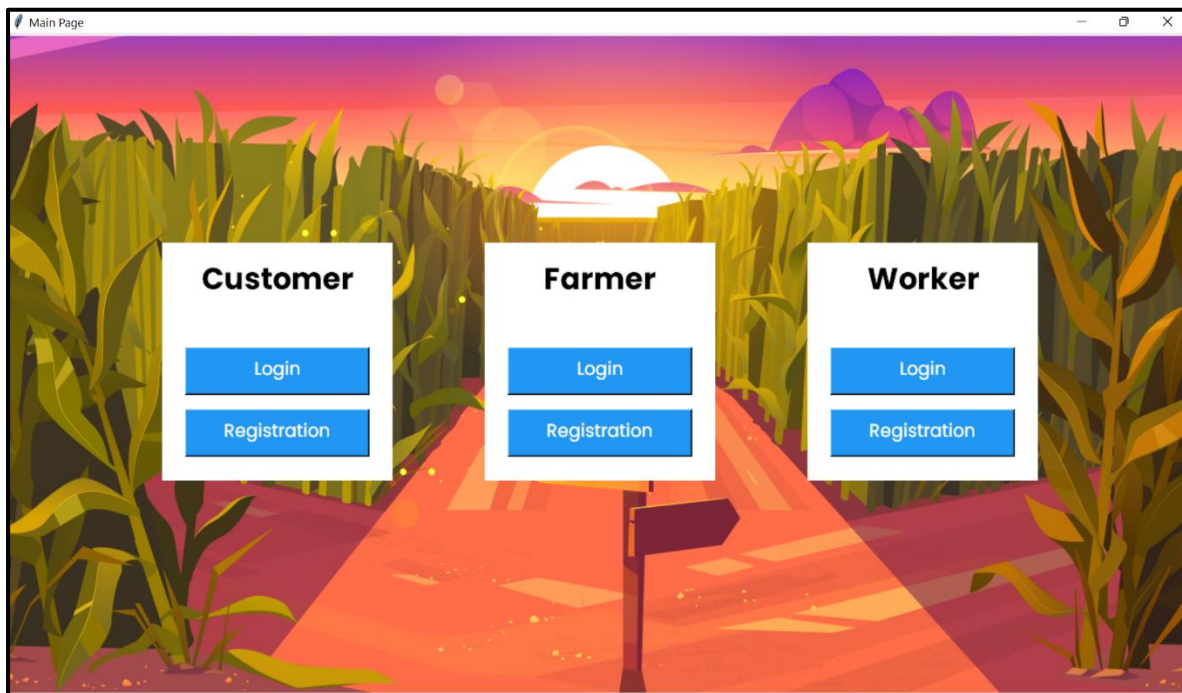 Main Page
Customer
Login
Registration
Farmer
Login
Registration
Worker
Login
Registration